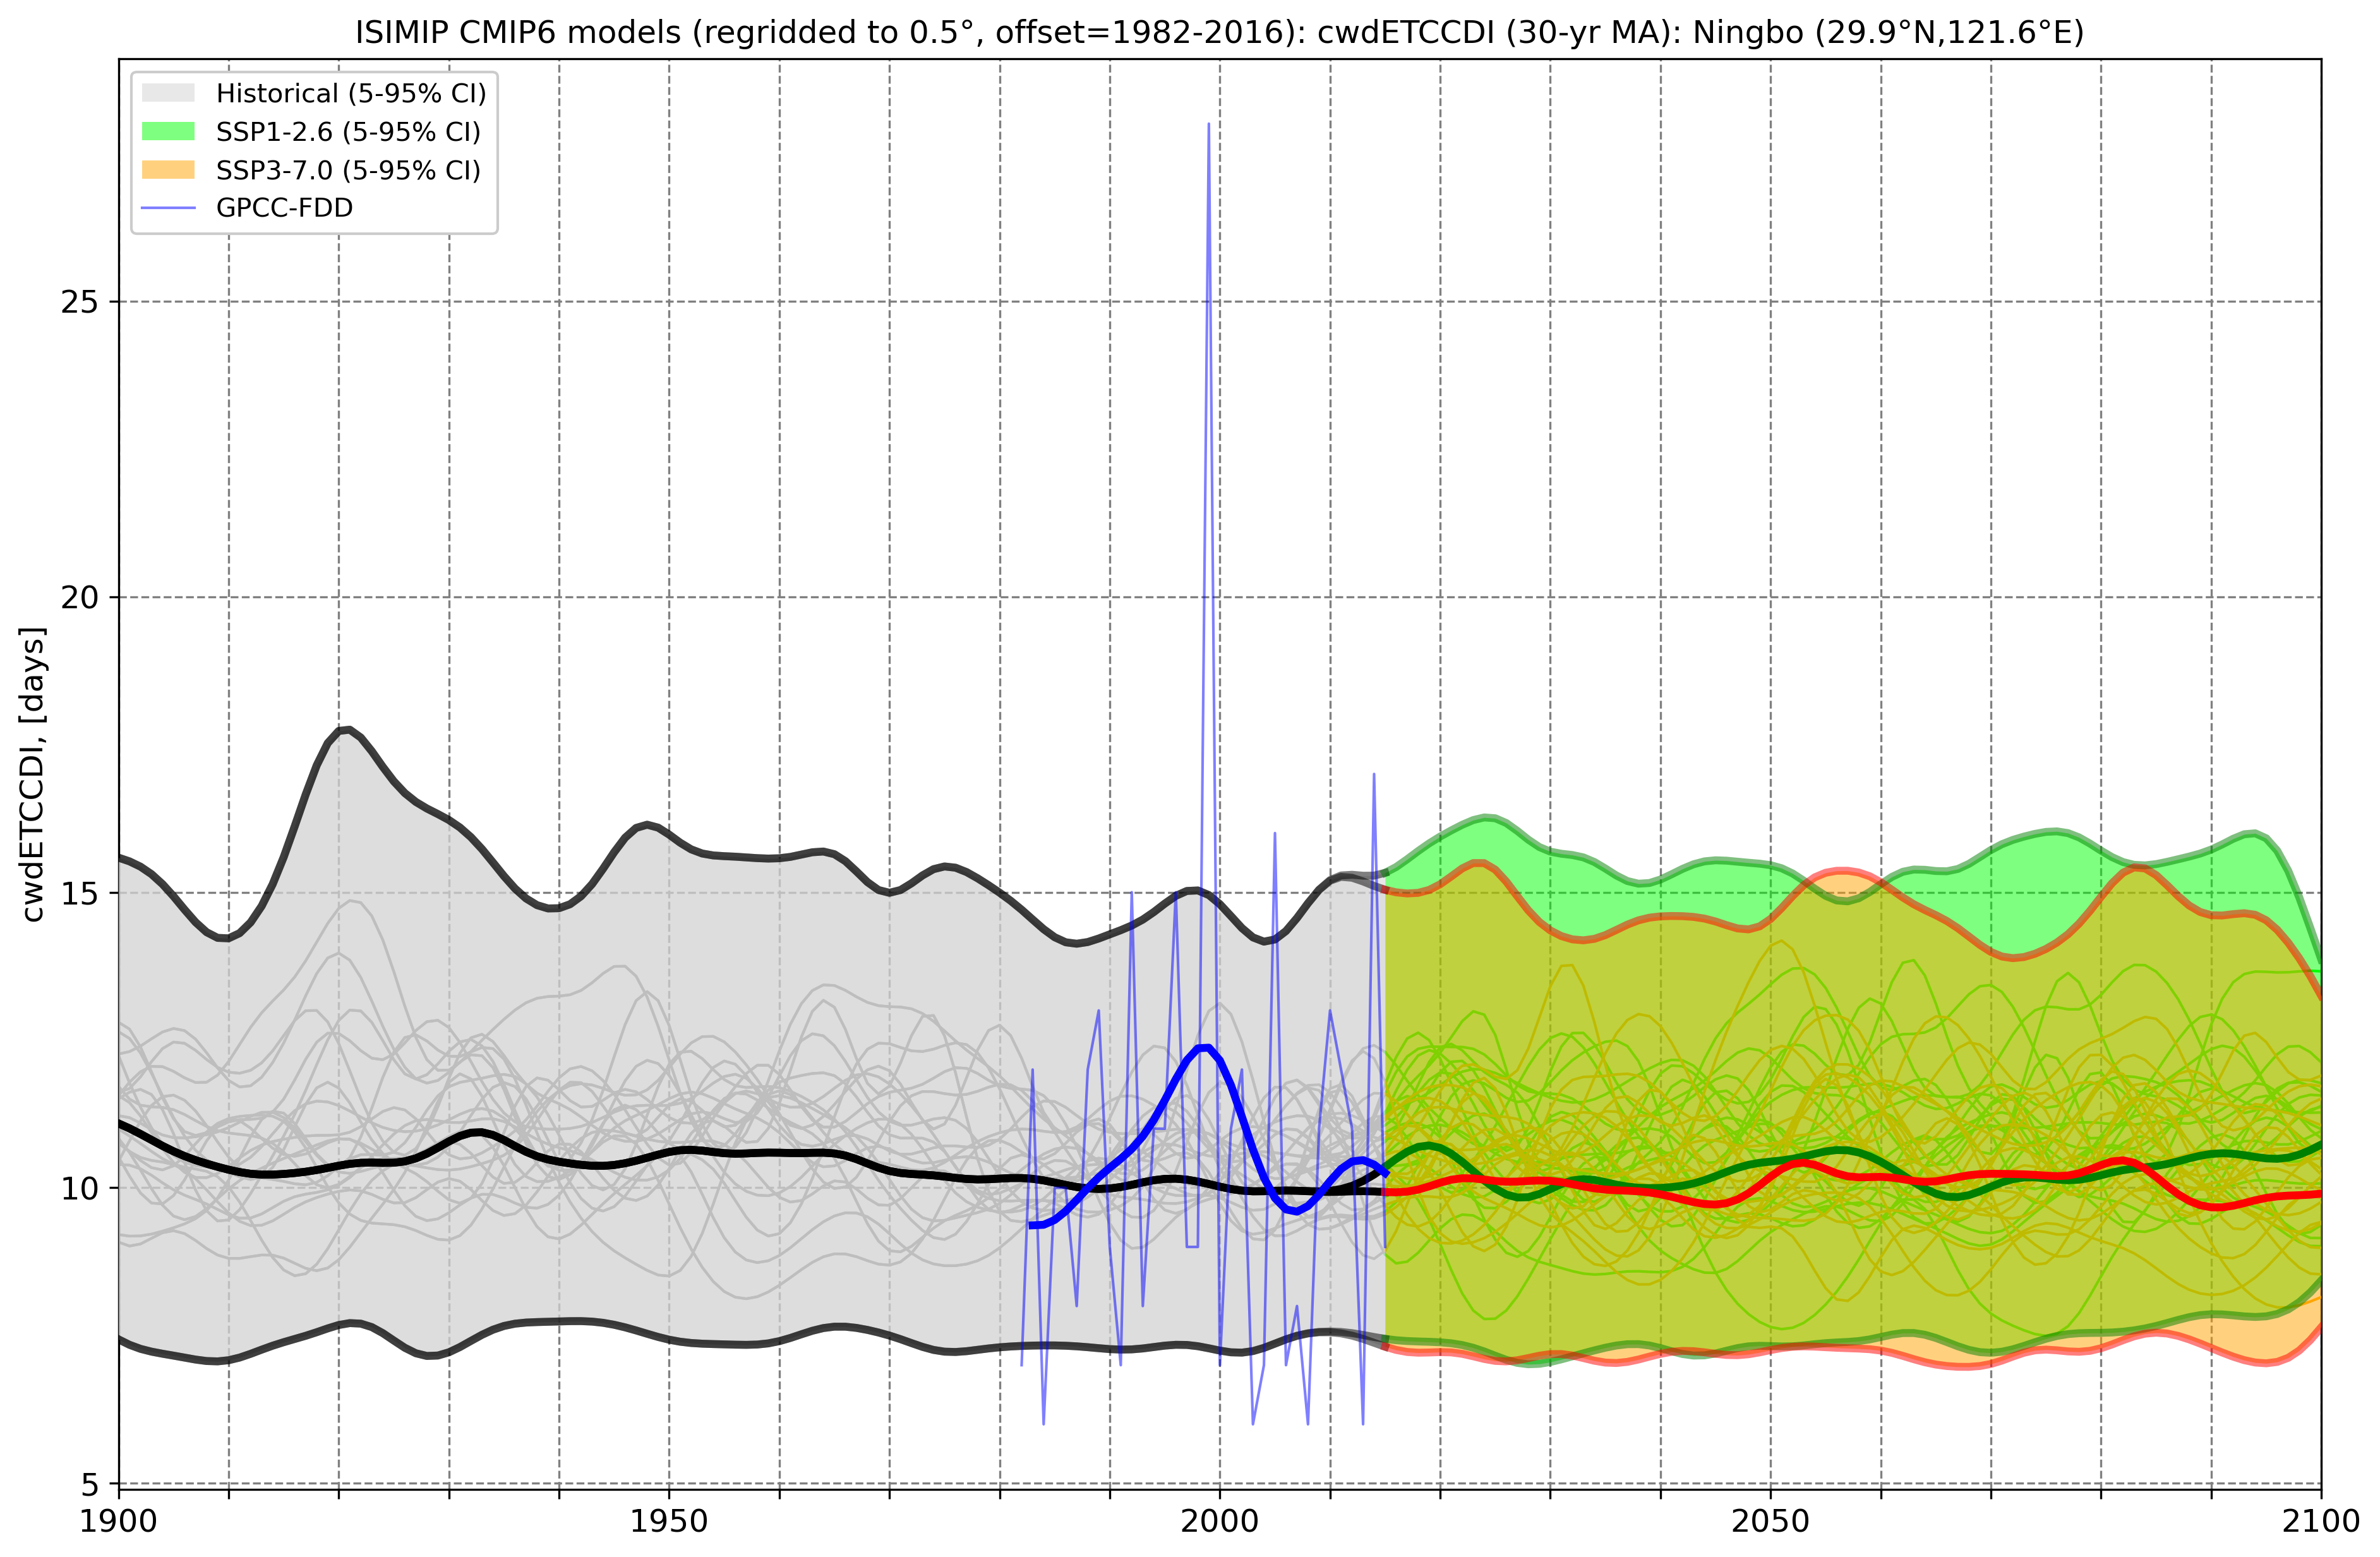 ISIMIP CMIP6 models (regridded to 0.5°, offset=1982-2016): cwdETCCDI (30-yr MA): Ningbo (29.9°N,121.6°E)
Historical (5-95% CI)
SSP1-2.6 (5-95% CI)
SSP3-7.0 (5-95% CI)
GPCC-FDD
cwdETCCDI, [days]
25
20
15
10
5
1900
1950
2000
2050
2100